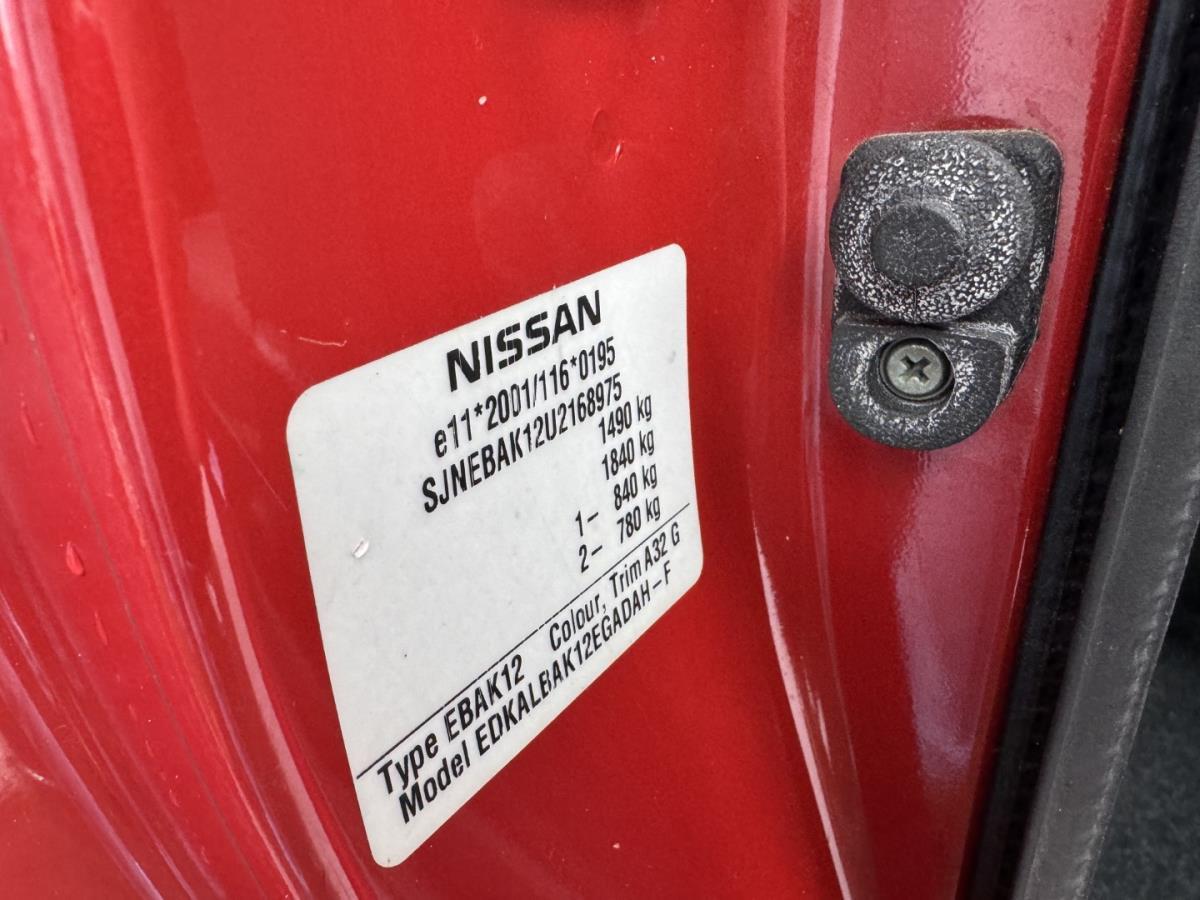 NISSAN
e11*2001/116*0195
SJNEBAK12U2168975
1490 kg
1840 kg
1– 840 kg
2– 780 kg
Type EBAK12 Colour, Trim A32 G
Model EDKALBAK12EGADAH–F